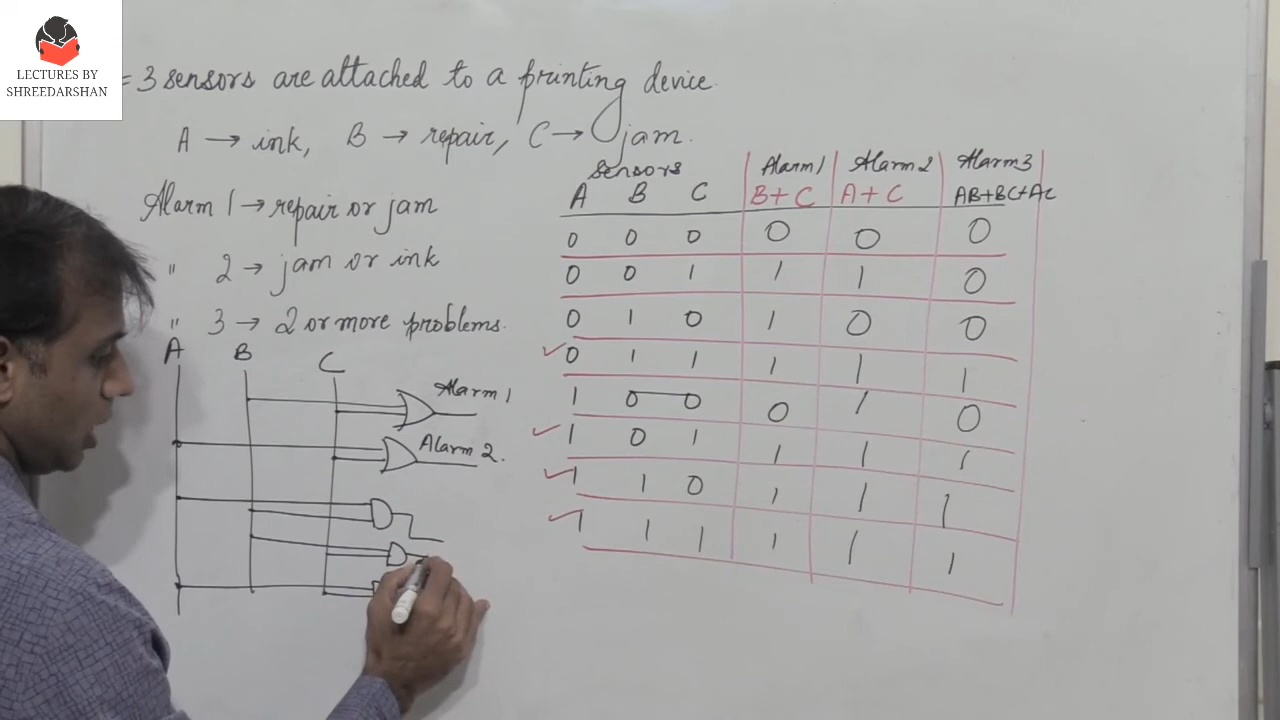 LECTURES BY
SHREEDARSHAN
= 3 sensors are attached to a printing device.
A → ink, B → repair, C → jam.
Alarm 1 → repair or jam
" 2 → jam or ink
" 3 → 2 or more problems.
A B C
Alarm 1
Alarm 2.
Sensors Alarm 1 Alarm 2 Alarm 3
A B C B+C A+C AB+BC+AC
0 0 0 0 0 0
0 0 1 1 1 0
0 1 0 1 0 0
✓ 0 1 1 1 1 1
1 0 0 0 1 0
✓ 1 0 1 1 1 1
✓ 1 1 0 1 1 1
✓ 1 1 1 1 1 1